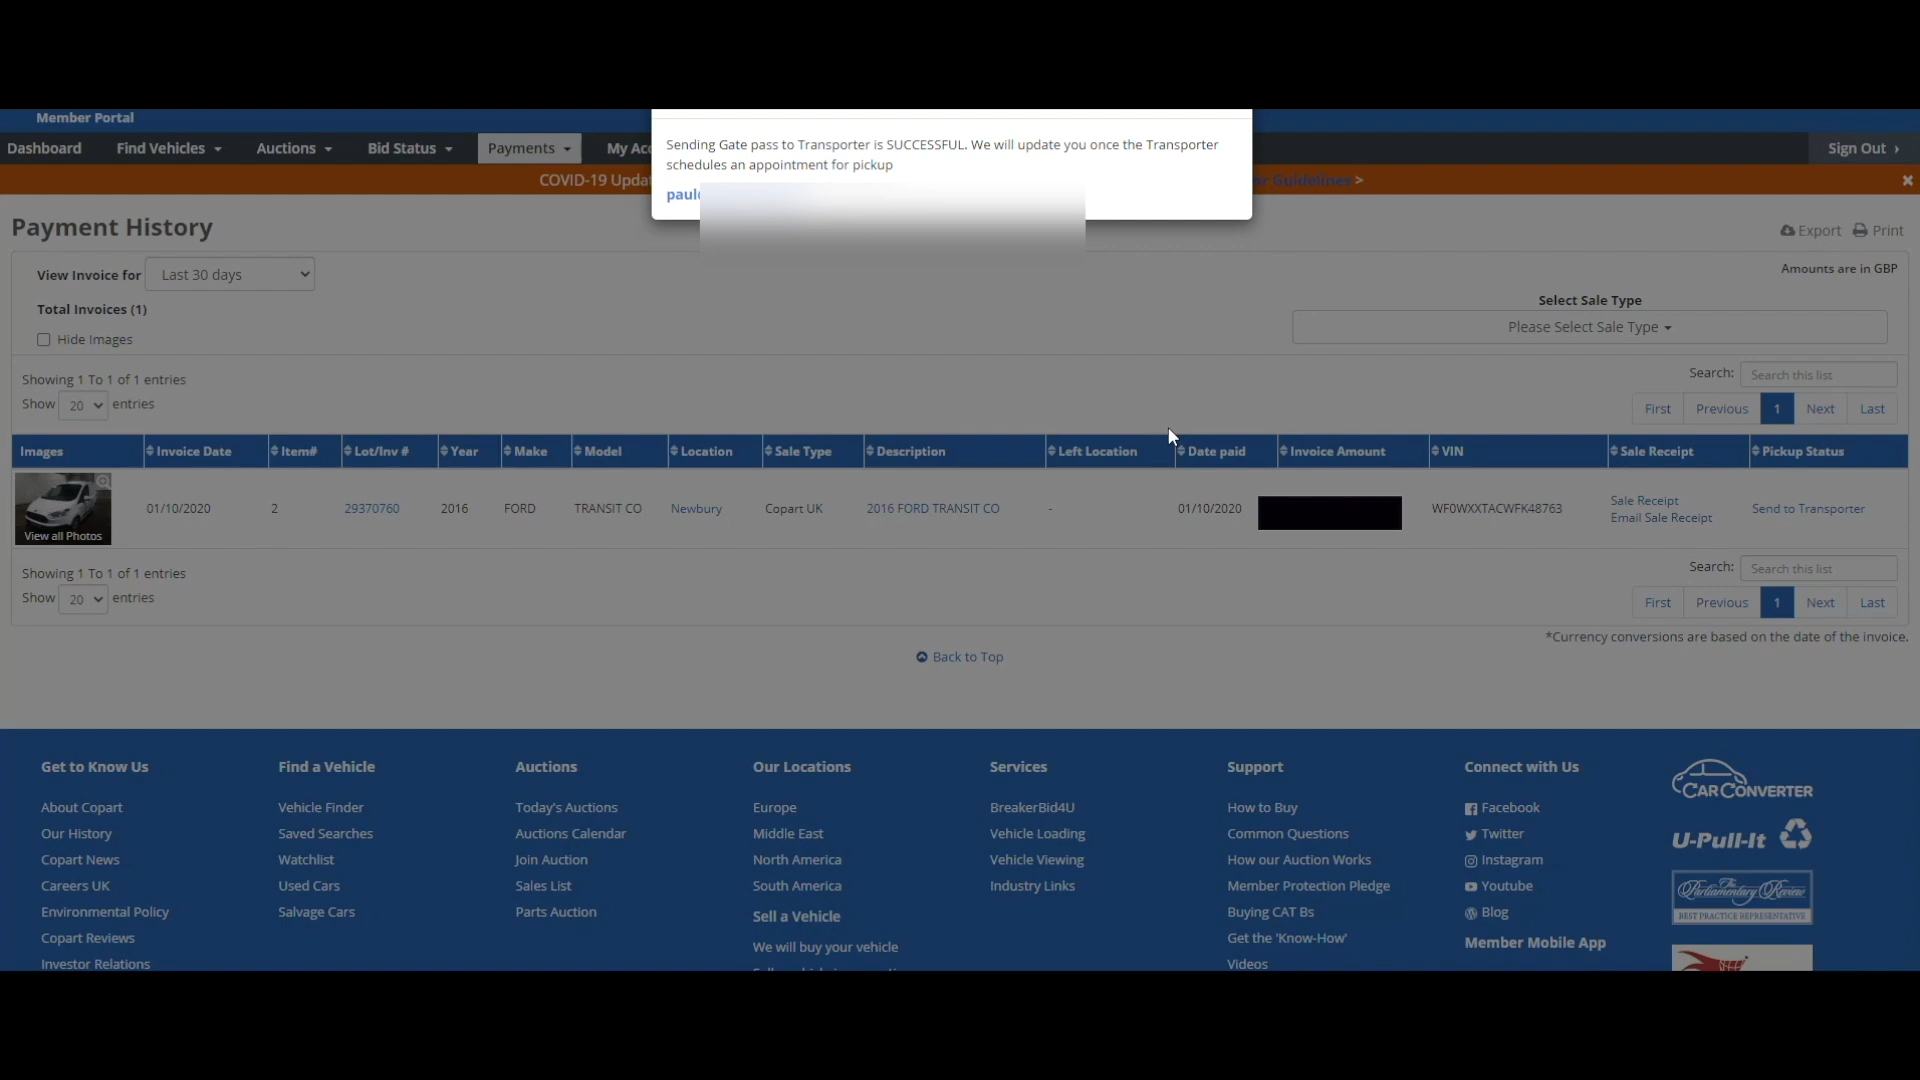 Member Portal
Dashboard Find Vehicles Auctions Bid Status Payments My Acc Sign Out
Sending Gate pass to Transporter is SUCCESSFUL. We will update you once the Transporter
schedules an appointment for pickup
COVID-19 Updat Guidelines >
Payment History
Export Print
View Invoice for Last 30 days
Amounts are in GBP
Total Invoices (1)
Select Sale Type
Please Select Sale Type
Hide Images
Showing 1 To 1 of 1 entries
Search: Search this list
Show 20 entries
First Previous 1 Next Last
Images Invoice Date Item# Lot/Inv # Year Make Model Location Sale Type Description Left Location Date paid Invoice Amount VIN Sale Receipt Pickup Status
View all Photos
01/10/2020 2 29370760 2016 FORD TRANSIT CO Newbury Copart UK 2016 FORD TRANSIT CO - 01/10/2020 WF0WXXTACWFK48763 Sale Receipt Send to Transporter
Email Sale Receipt
Showing 1 To 1 of 1 entries
Search: Search this list
Show 20 entries
First Previous 1 Next Last
*Currency conversions are based on the date of the invoice.
Back to Top
Get to Know Us
About Copart
Our History
Copart News
Careers UK
Environmental Policy
Copart Reviews
Investor Relations
Find a Vehicle
Vehicle Finder
Saved Searches
Watchlist
Used Cars
Salvage Cars
Auctions
Today's Auctions
Auctions Calendar
Join Auction
Sales List
Parts Auction
Our Locations
Europe
Middle East
North America
South America
Sell a Vehicle
We will buy your vehicle
Services
BreakerBid4U
Vehicle Loading
Vehicle Viewing
Industry Links
Support
How to Buy
Common Questions
How our Auction Works
Member Protection Pledge
Buying CAT Bs
Get the 'Know-How'
Videos
Connect with Us
Facebook
Twitter
Instagram
Youtube
Blog
Member Mobile App
CAR CONVERTER
U-Pull-It
The Parliamentary Review
BEST PRACTICE REPRESENTATIVE